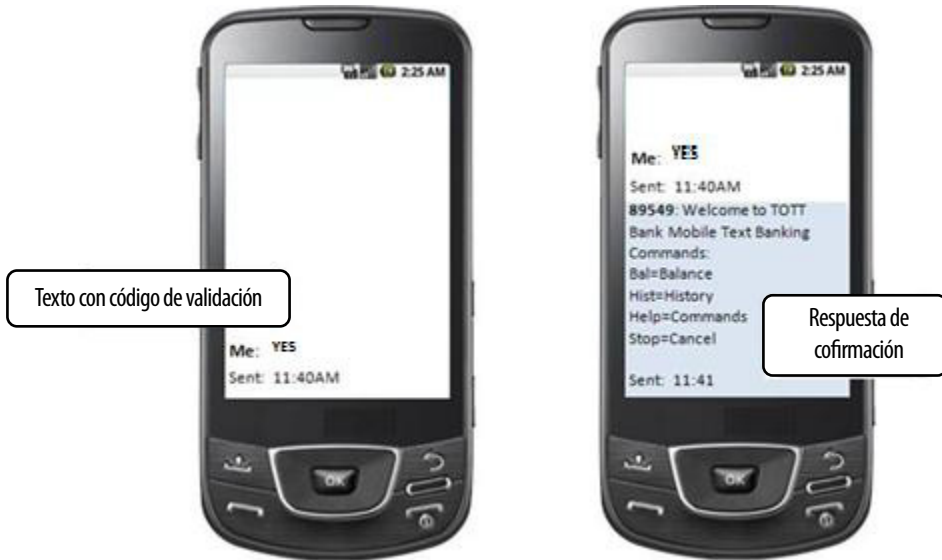 2:25 AM
Texto con código de validación
Me: YES
Sent: 11:40AM
OK
2:25 AM
Me: YES
Sent: 11:40AM
89549: Welcome to TOTT
Bank Mobile Text Banking
Commands:
Bal=Balance
Hist=History
Help=Commands
Stop=Cancel
Sent: 11:41
Respuesta de
cofirmación
OK